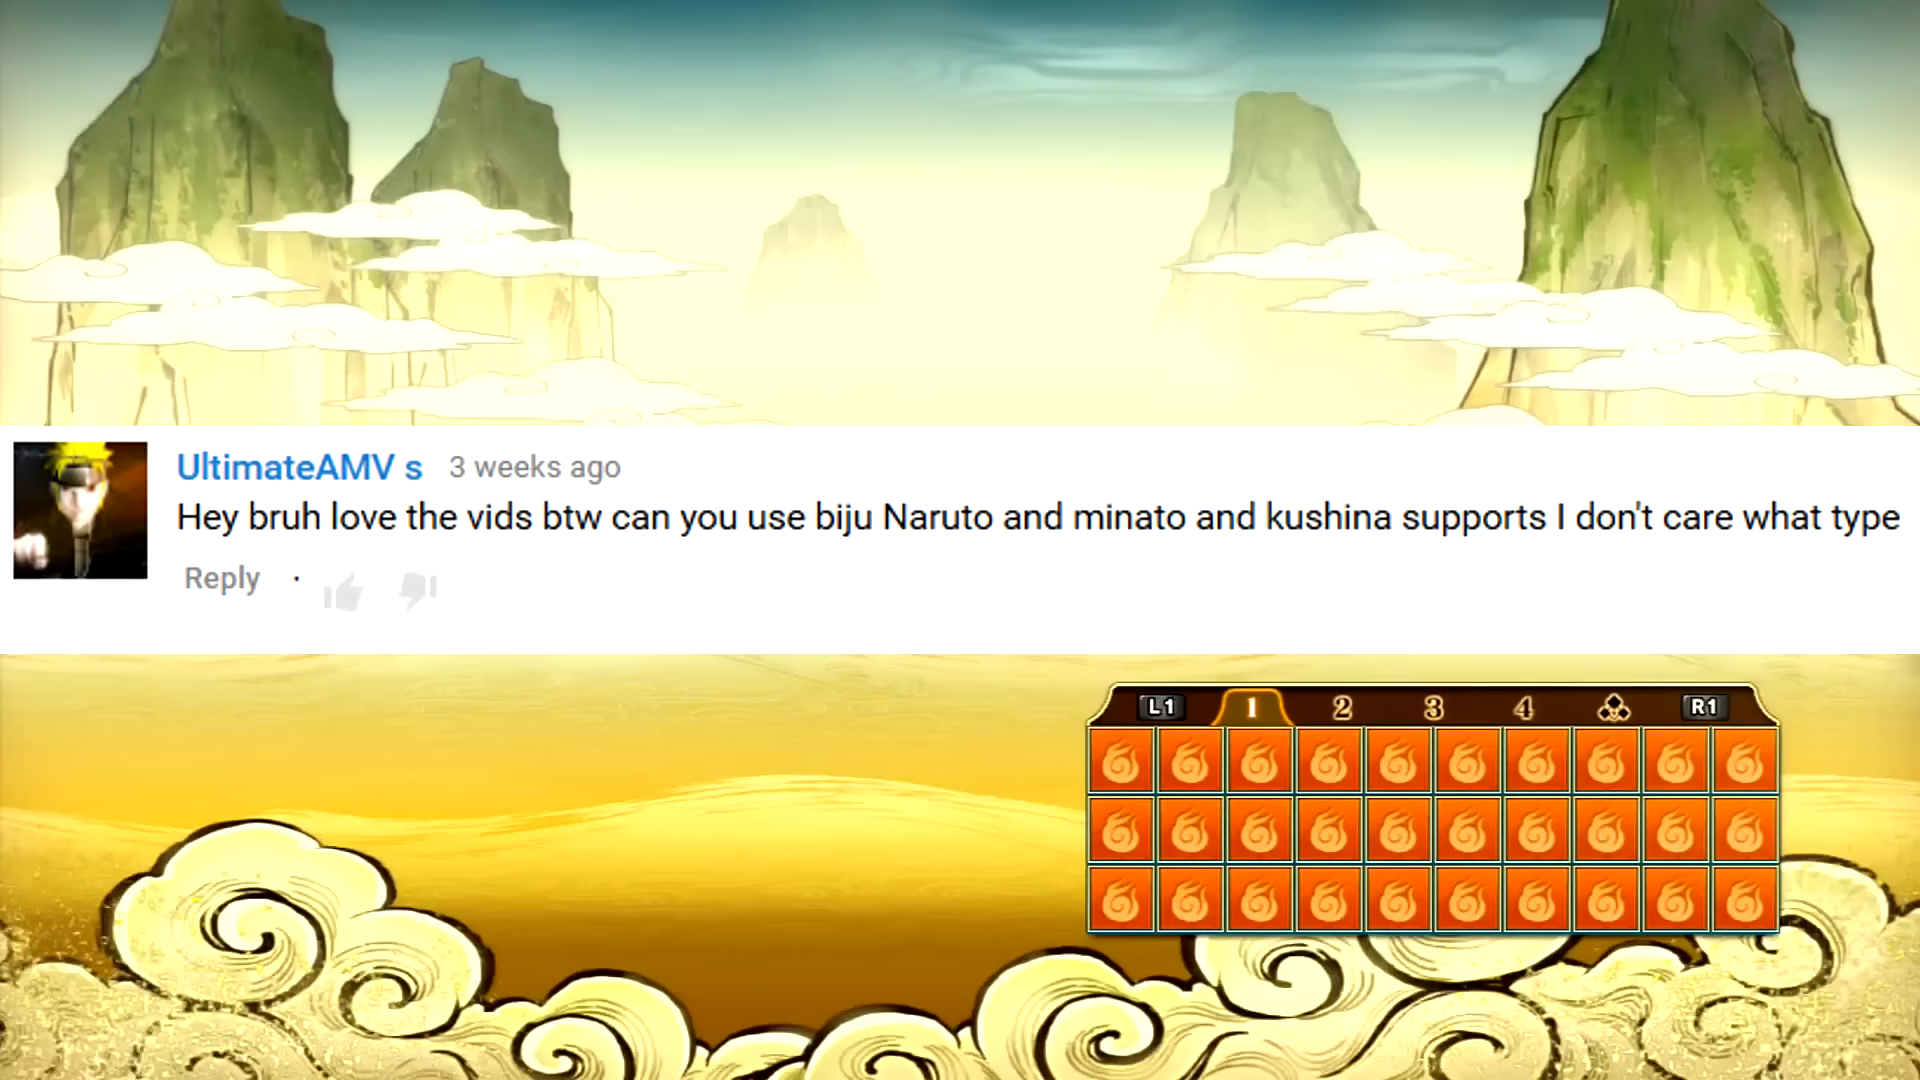 UltimateAMV s 3 weeks ago
Hey bruh love the vids btw can you use biju Naruto and minato and kushina supports I don't care what type
Reply ·
L1 1 2 3 4 R1